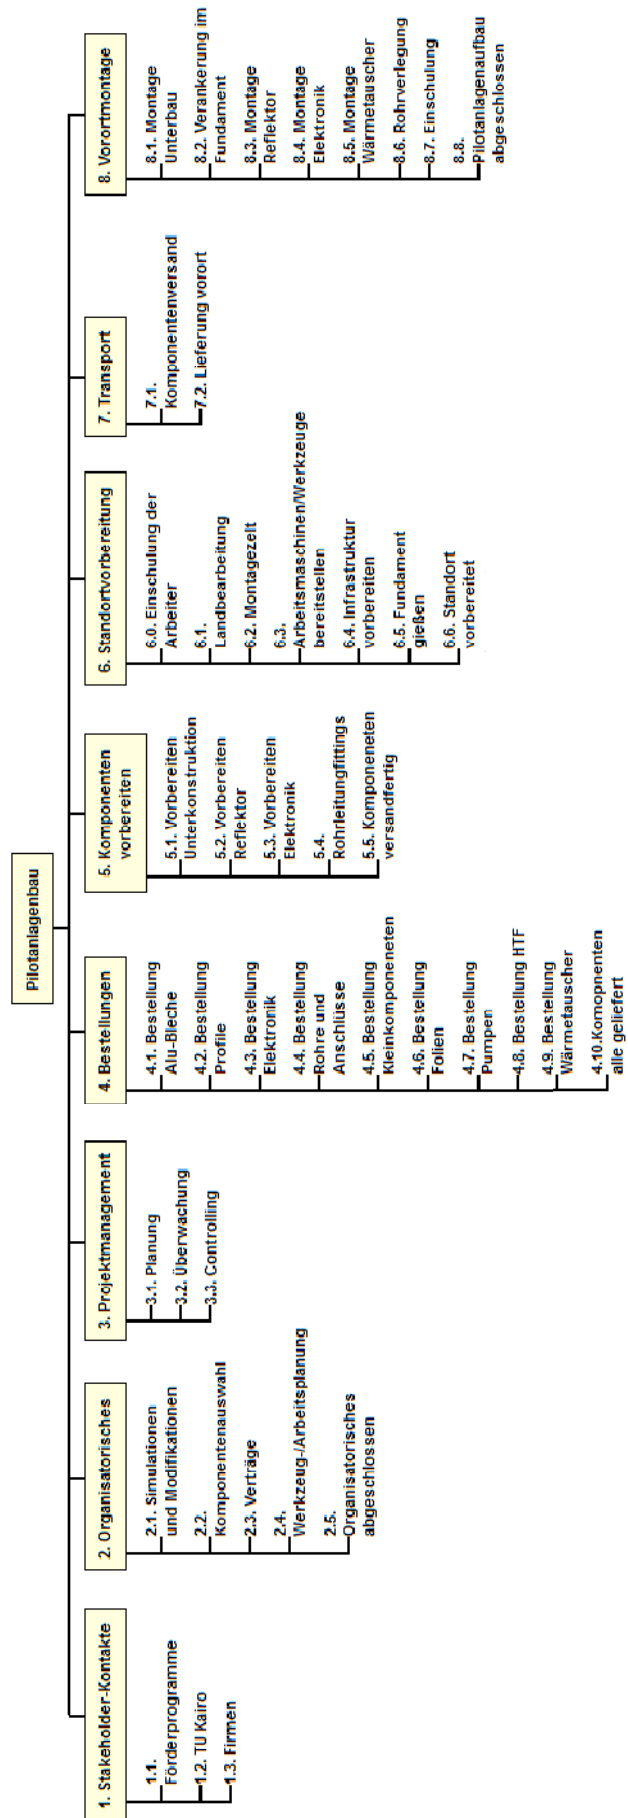 Pilotanlagenbau
1. Stakeholder-Kontakte
1.1.
Förderprogramme
1.2. TU Kairo
1.3. Firmen
2. Organisatorisches
2.1. Simulationen
und Modifikationen
2.2.
Komponentenauswahl
2.3. Verträge
2.4.
Werkzeug-/Arbeitsplanung
2.5.
Organisatorisches
abgeschlossen
3. Projektmanagement
3.1. Planung
3.2. Überwachung
3.3. Controlling
4. Bestellungen
4.1. Bestellung
Alu-Bleche
4.2. Bestellung
Profile
4.3. Bestellung
Elektronik
4.4. Bestellung
Rohre und
Anschlüsse
4.5. Bestellung
Kleinkomponeneten
4.6. Bestellung
Folien
4.7. Bestellung
Pumpen
4.8. Bestellung HTF
4.9. Bestellung
Wärmetauscher
4.10.Komopnenten
alle geliefert
5. Komponenten
vorbereiten
5.1. Vorbereiten
Unterkonstruktion
5.2. Vorbereiten
Reflektor
5.3. Vorbereiten
Elektronik
5.4.
Rohrleitungfittings
5.5. Komponeneten
versandfertig
6. Standortvorbereitung
6.0. Einschulung der
Arbeiter
6.1.
Landbearbeitung
6.2. Montagezelt
6.3.
Arbeitsmaschinen/Werkzeuge
bereitstellen
6.4. Infrastruktur
vorbereiten
6.5. Fundament
gießen
6.6. Standort
vorbereitet
7. Transport
7.1.
Komponentenversand
7.2. Lieferung vorort
8. Vorortmontage
8.1. Montage
Unterbau
8.2. Verankerung im
Fundament
8.3. Montage
Reflektor
8.4. Montage
Elektronik
8.5. Montage
Wärmetauscher
8.6. Rohrverlegung
8.7. Einschulung
8.8.
Pilotanlagenaufbau
abgeschlossen